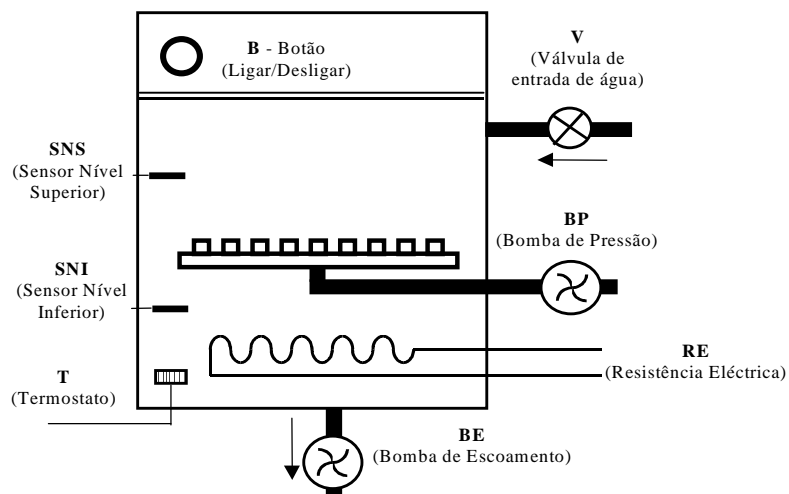 B - Botão
(Ligar/Desligar)
V
(Válvula de
entrada de água)
SNS
(Sensor Nível
Superior)
BP
(Bomba de Pressão)
SNI
(Sensor Nível
Inferior)
RE
(Resistência Eléctrica)
T
(Termostato)
BE
(Bomba de Escoamento)